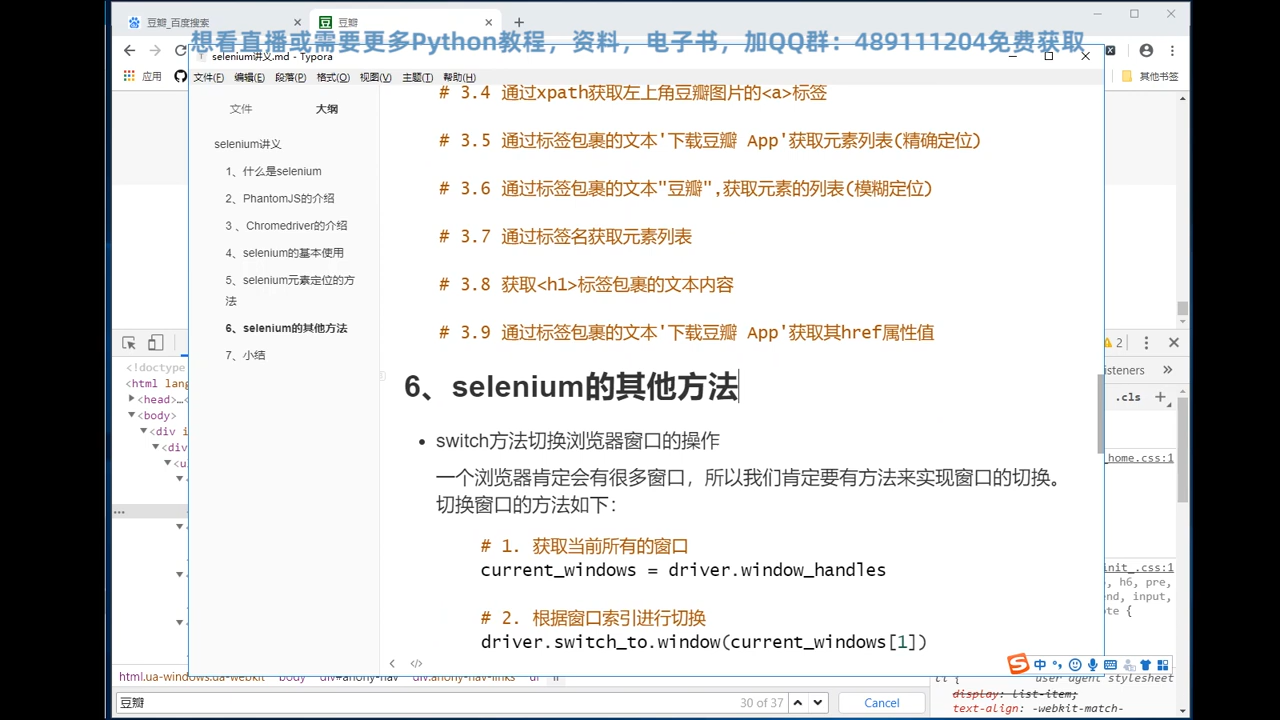 豆瓣_百度搜索
豆瓣
想看直播或需要更多Python教程，资料，电子书，加QQ群：489111204免费获取
应用
其他书签
selenium讲义.md - Typora
文件(F) 编辑(E) 段落(P) 格式(O) 视图(V) 主题(T) 帮助(H)
文件 大纲
selenium讲义
1、什么是selenium
2、PhantomJS的介绍
3 、Chromedriver的介绍
4、selenium的基本使用
5、selenium元素定位的方
法
6、selenium的其他方法
7、小结
# 3.4 通过xpath获取左上角豆瓣图片的<a>标签
# 3.5 通过标签包裹的文本'下载豆瓣 App'获取元素列表(精确定位)
# 3.6 通过标签包裹的文本"豆瓣",获取元素的列表(模糊定位)
# 3.7 通过标签名获取元素列表
# 3.8 获取<h1>标签包裹的文本内容
# 3.9 通过标签包裹的文本'下载豆瓣 App'获取其href属性值
6、selenium的其他方法
• switch方法切换浏览器窗口的操作
一个浏览器肯定会有很多窗口，所以我们肯定要有方法来实现窗口的切换。
切换窗口的方法如下：
# 1. 获取当前所有的窗口
current_windows = driver.window_handles
# 2. 根据窗口索引进行切换
driver.switch_to.window(current_windows[1])
<!doctype
<html lang
<head>…
<body>
<div i
<div
<u
2
isteners
.cls
_home.css:1
init_.css:1
, h6, pre,
end, input,
ote {
中
user agent stylesheet
display: list-item;
text-align: -webkit-match-
html.ua-windows.ua-webkit body div#anony-nav div.anony-nav-links ul li
豆瓣
30 of 37
Cancel